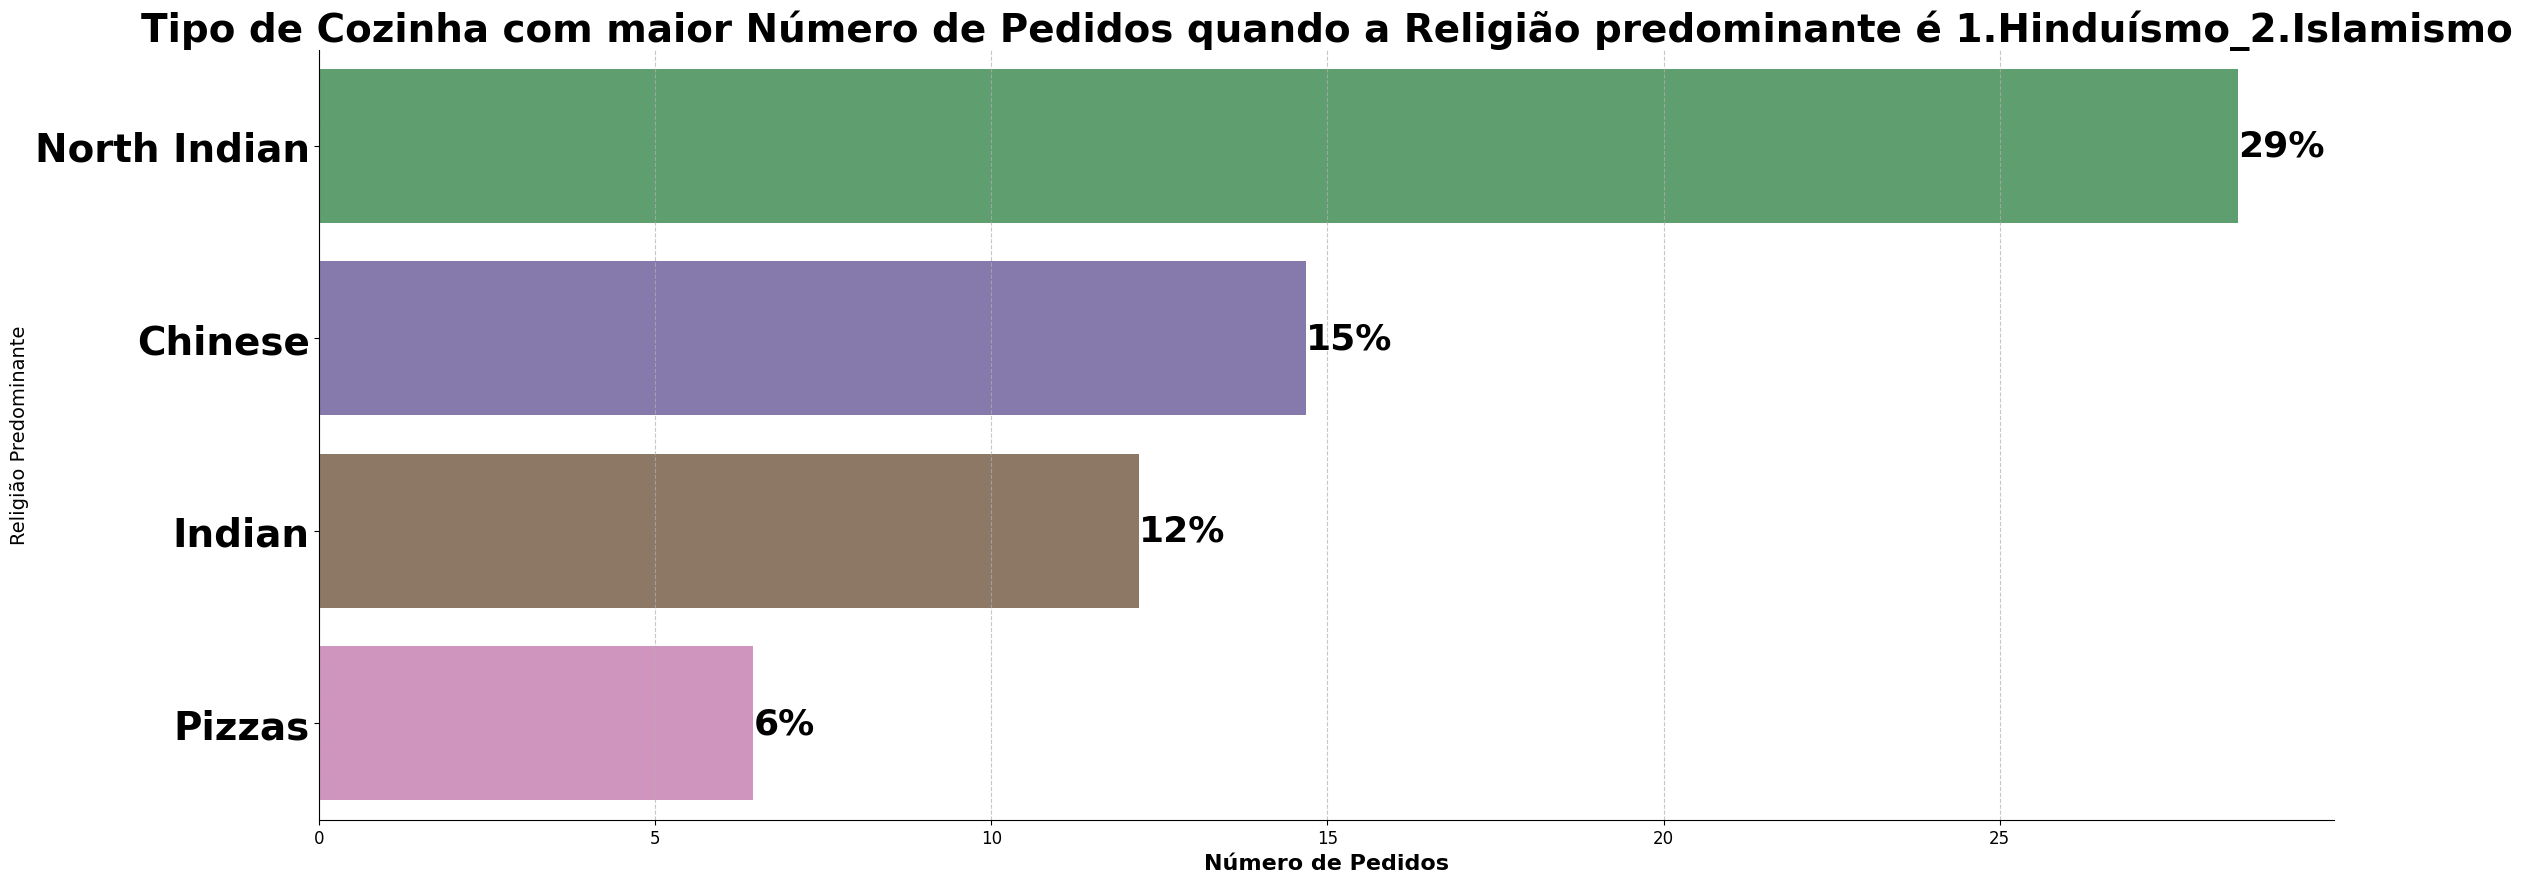 Tipo de Cozinha com maior Número de Pedidos quando a Religião predominante é 1.Hinduísmo_2.Islamismo
North Indian
29%
Chinese
15%
Indian
12%
Pizzas
6%
Religião Predominante
0 5 10 15 20 25
Número de Pedidos